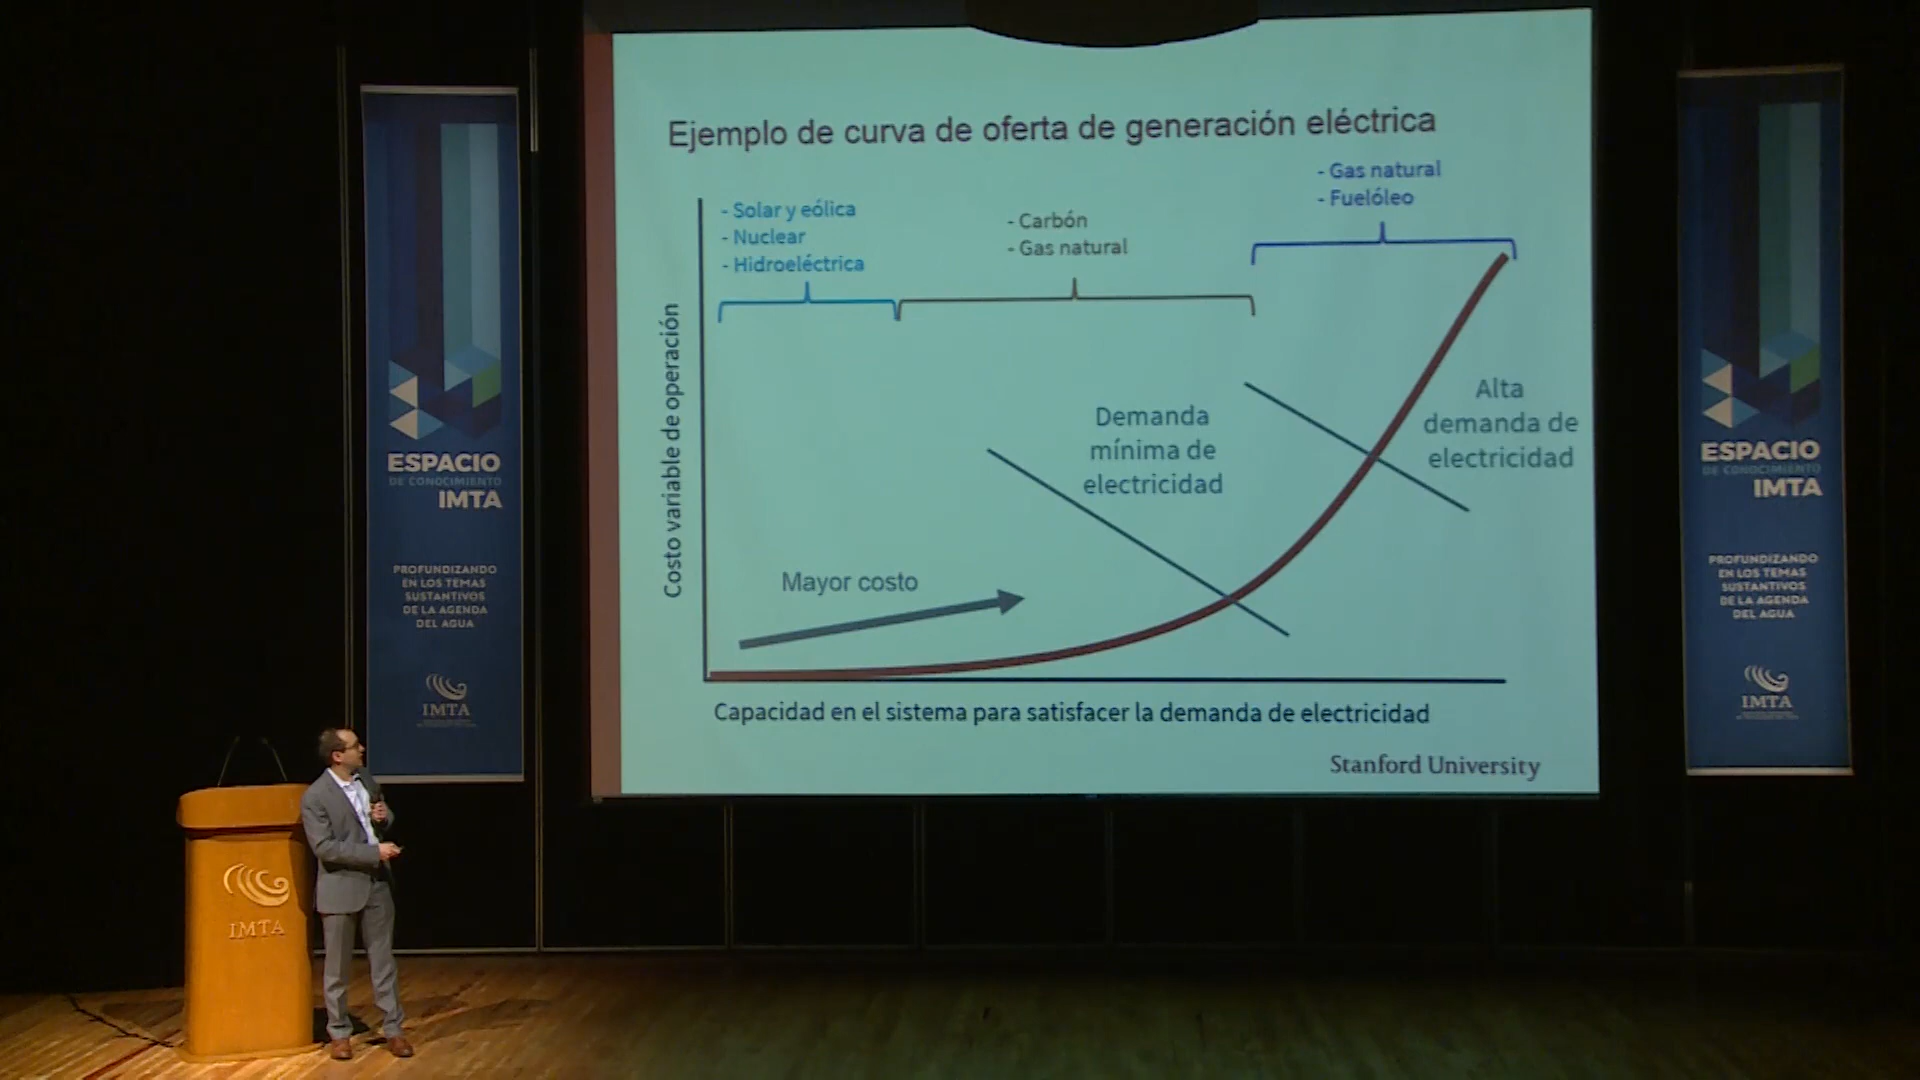 Ejemplo de curva de oferta de generación eléctrica
- Solar y eólica
- Nuclear
- Hidroeléctrica
- Carbón
- Gas natural
- Gas natural
- Fuelóleo
Costo variable de operación
Mayor costo
Demanda
mínima de
electricidad
Alta
demanda de
electricidad
Capacidad en el sistema para satisfacer la demanda de electricidad
Stanford University
ESPACIO
DE CONOCIMIENTO
IMTA
PROFUNDIZANDO
EN LOS TEMAS
SUSTANTIVOS
DE LA AGENDA
DEL AGUA
IMTA
ESPACIO
DE CONOCIMIENTO
IMTA
PROFUNDIZANDO
EN LOS TEMAS
SUSTANTIVOS
DE LA AGENDA
DEL AGUA
IMTA
IMTA